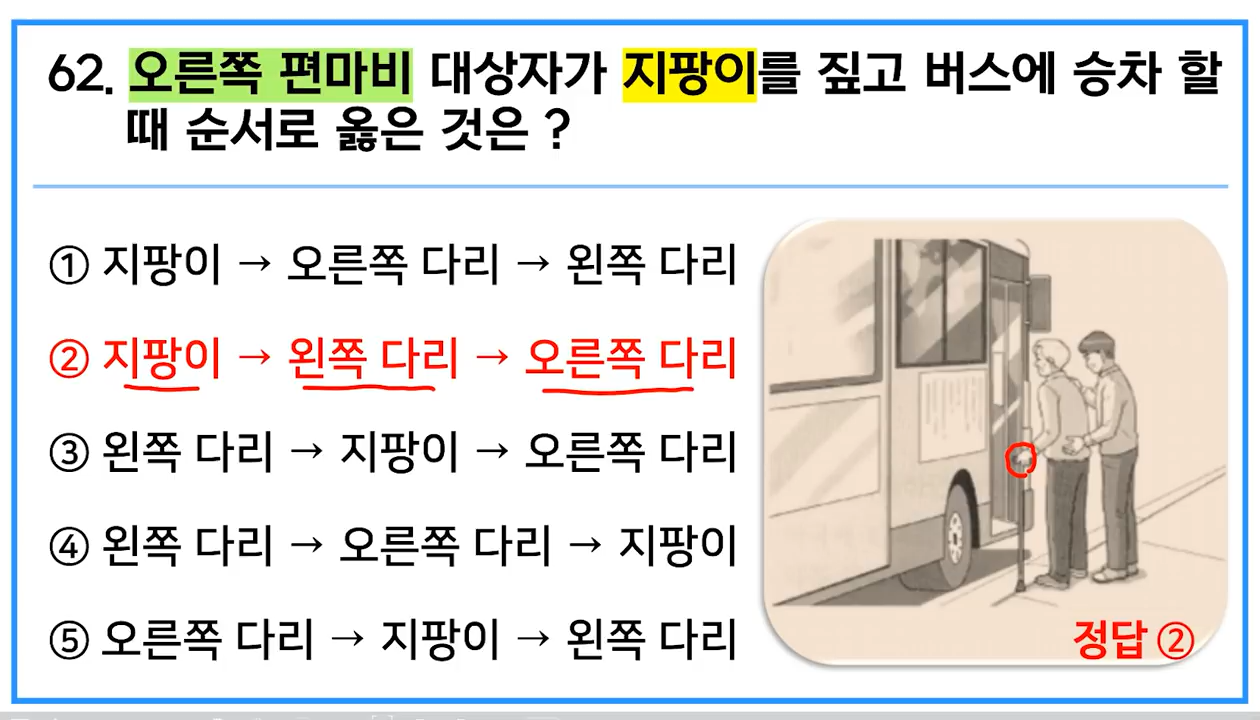 62. 오른쪽 편마비 대상자가 지팡이를 짚고 버스에 승차 할
때 순서로 옳은 것은 ?
① 지팡이 → 오른쪽 다리 → 왼쪽 다리
② 지팡이 → 왼쪽 다리 → 오른쪽 다리
③ 왼쪽 다리 → 지팡이 → 오른쪽 다리
④ 왼쪽 다리 → 오른쪽 다리 → 지팡이
⑤ 오른쪽 다리 → 지팡이 → 왼쪽 다리
정답 ②